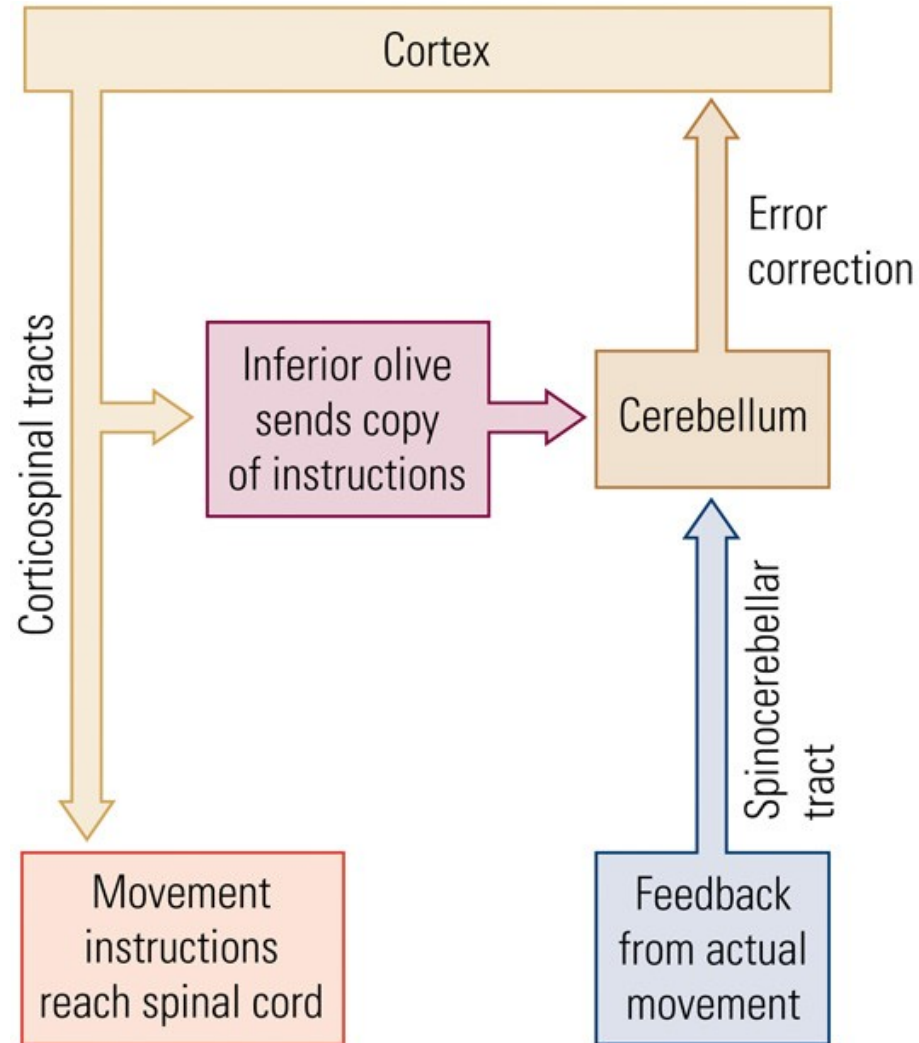 Cortex
Error
correction
Corticospinal tracts
Inferior olive
sends copy
of instructions
Cerebellum
Spinocerebellar
tract
Movement
instructions
reach spinal cord
Feedback
from actual
movement